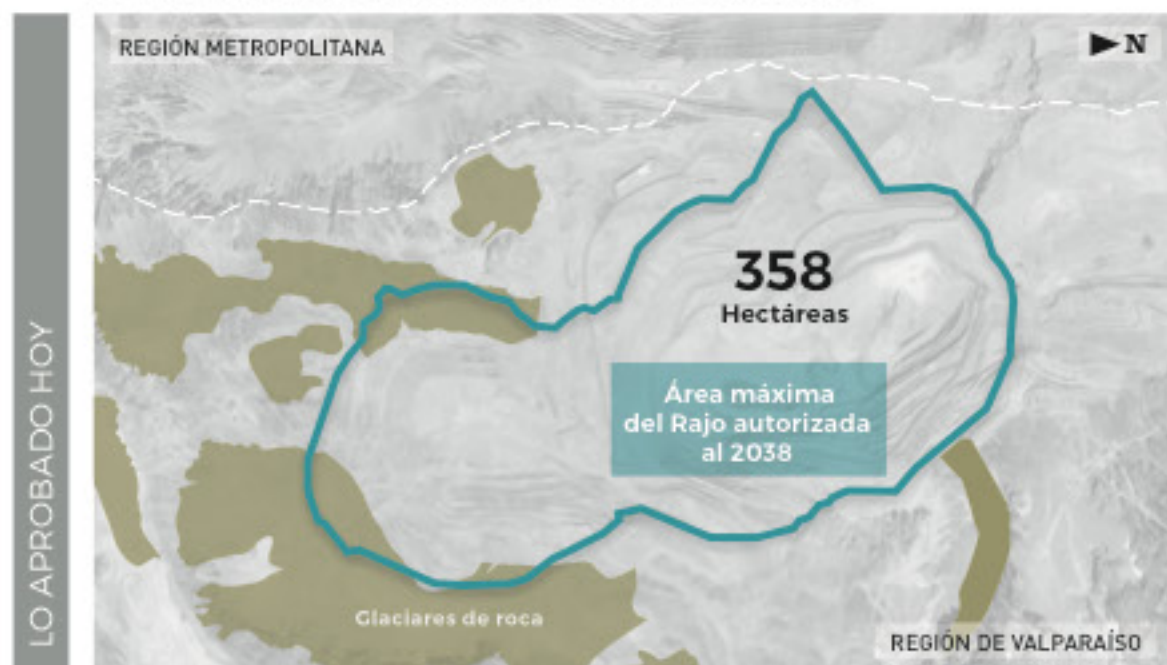 LO APROBADO HOY
REGIÓN METROPOLITANA
N
358
Hectáreas
Área máxima
del Rajo autorizada
al 2038
Glaciares de roca
REGIÓN DE VALPARAÍSO